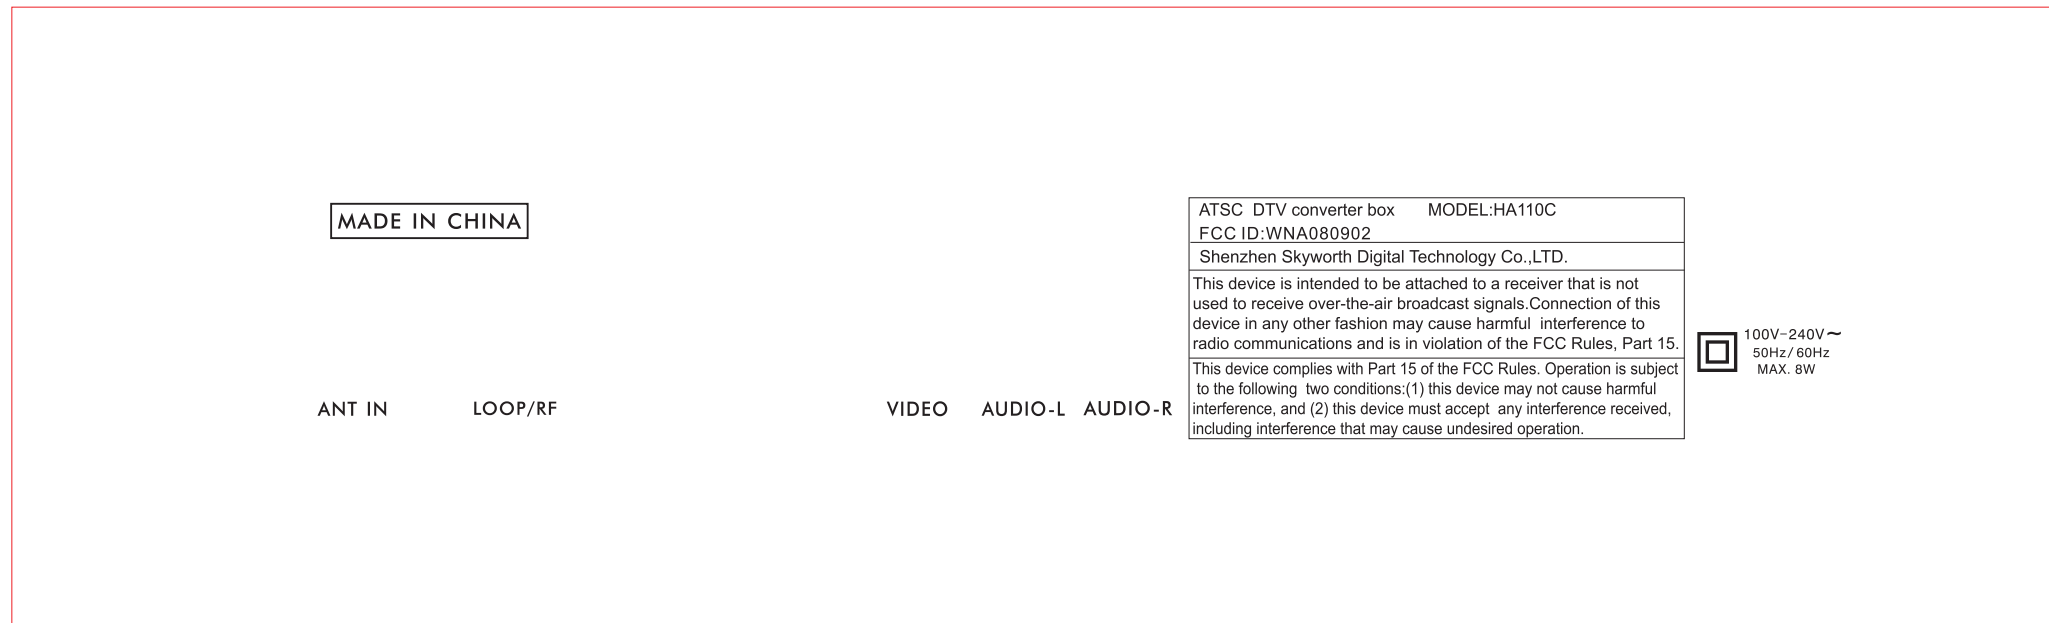 MADE IN CHINA
ANT IN
LOOP/RF
VIDEO
AUDIO-L
AUDIO-R
ATSC DTV converter box MODEL:HA110C
FCC ID:WNA080902
Shenzhen Skyworth Digital Technology Co.,LTD.
This device is intended to be attached to a receiver that is not
used to receive over-the-air broadcast signals.Connection of this
device in any other fashion may cause harmful interference to
radio communications and is in violation of the FCC Rules, Part 15.
This device complies with Part 15 of the FCC Rules. Operation is subject
to the following two conditions:(1) this device may not cause harmful
interference, and (2) this device must accept any interference received,
including interference that may cause undesired operation.
100V-240V~
50Hz/60Hz
MAX. 8W